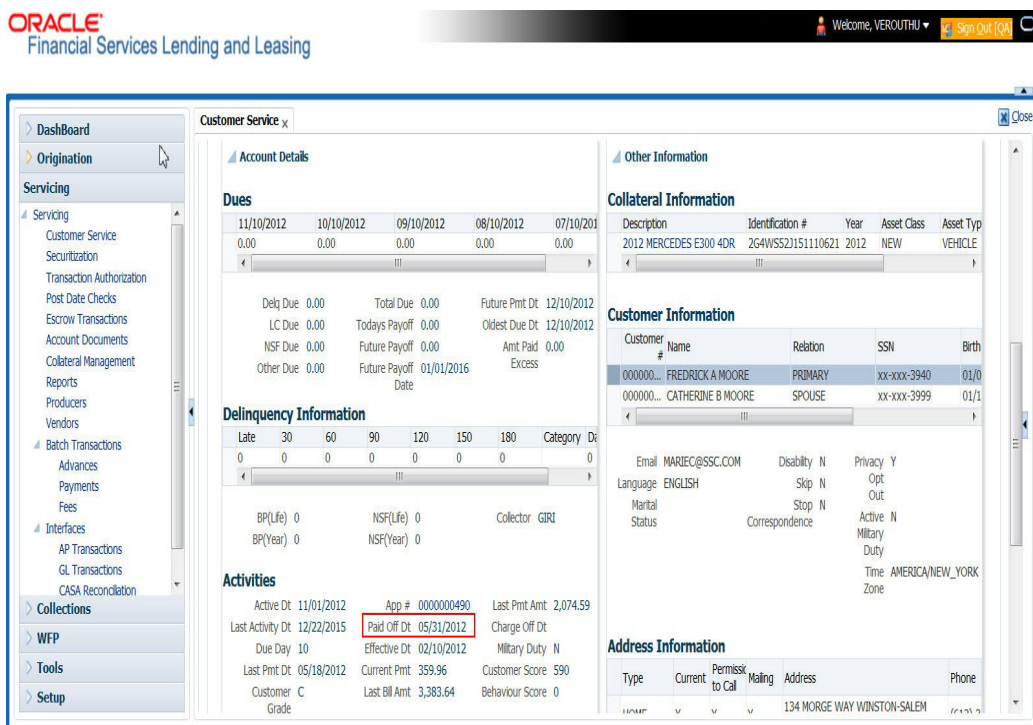 ORACLE
Financial Services Lending and Leasing
Welcome, VEROUTHU
Sign Out [QA]
Close
DashBoard
Origination
Servicing
Servicing
Customer Service
Securitization
Transaction Authorization
Post Date Checks
Escrow Transactions
Account Documents
Collateral Management
Reports
Producers
Vendors
Batch Transactions
Advances
Payments
Fees
Interfaces
AP Transactions
GL Transactions
CASA Reconciliation
Collections
WFP
Tools
Setup
Customer Service x
Account Details
Dues
11/10/2012 10/10/2012 09/10/2012 08/10/2012 07/10/201
0.00 0.00 0.00 0.00 0.00
Delq Due 0.00 Total Due 0.00 Future Pmt Dt 12/10/2012
LC Due 0.00 Todays Payoff 0.00 Oldest Due Dt 12/10/2012
NSF Due 0.00 Future Payoff 0.00 Amt Paid Excess 0.00
Other Due 0.00 Future Payoff Date 01/01/2016
Delinquency Information
Late 30 60 90 120 150 180 Category Da
0 0 0 0 0 0 0 0
BP(Life) 0 NSF(Life) 0 Collector GIRI
BP(Year) 0 NSF(Year) 0
Activities
Active Dt 11/01/2012 App # 0000000490 Last Pmt Amt 2,074.59
Last Activity Dt 12/22/2015 Paid Off Dt 05/31/2012 Charge Off Dt
Due Day 10 Effective Dt 02/10/2012 Military Duty N
Last Pmt Dt 05/18/2012 Current Pmt 359.96 Customer Score 590
Customer Grade C Last Bill Amt 3,383.64 Behaviour Score 0
Other Information
Collateral Information
Description Identification # Year Asset Class Asset Typ
2012 MERCEDES E300 4DR 2G4WS52J151110621 2012 NEW VEHICLE
Customer Information
Customer # Name Relation SSN Birth
000000... FREDRICK A MOORE PRIMARY xx-xxx-3940 01/0
000000... CATHERINE B MOORE SPOUSE xx-xxx-3999 01/1
Email MARIEC@SSC.COM Disability N Privacy Opt Out Y
Language ENGLISH Skip N
Marital Status Stop Correspondence N
Active Military Duty N
Time Zone AMERICA/NEW_YORK
Address Information
Type Current Permissic to Call Mailing Address Phone
HOME Y Y Y 134 MORGE WAY WINSTON-SALEM